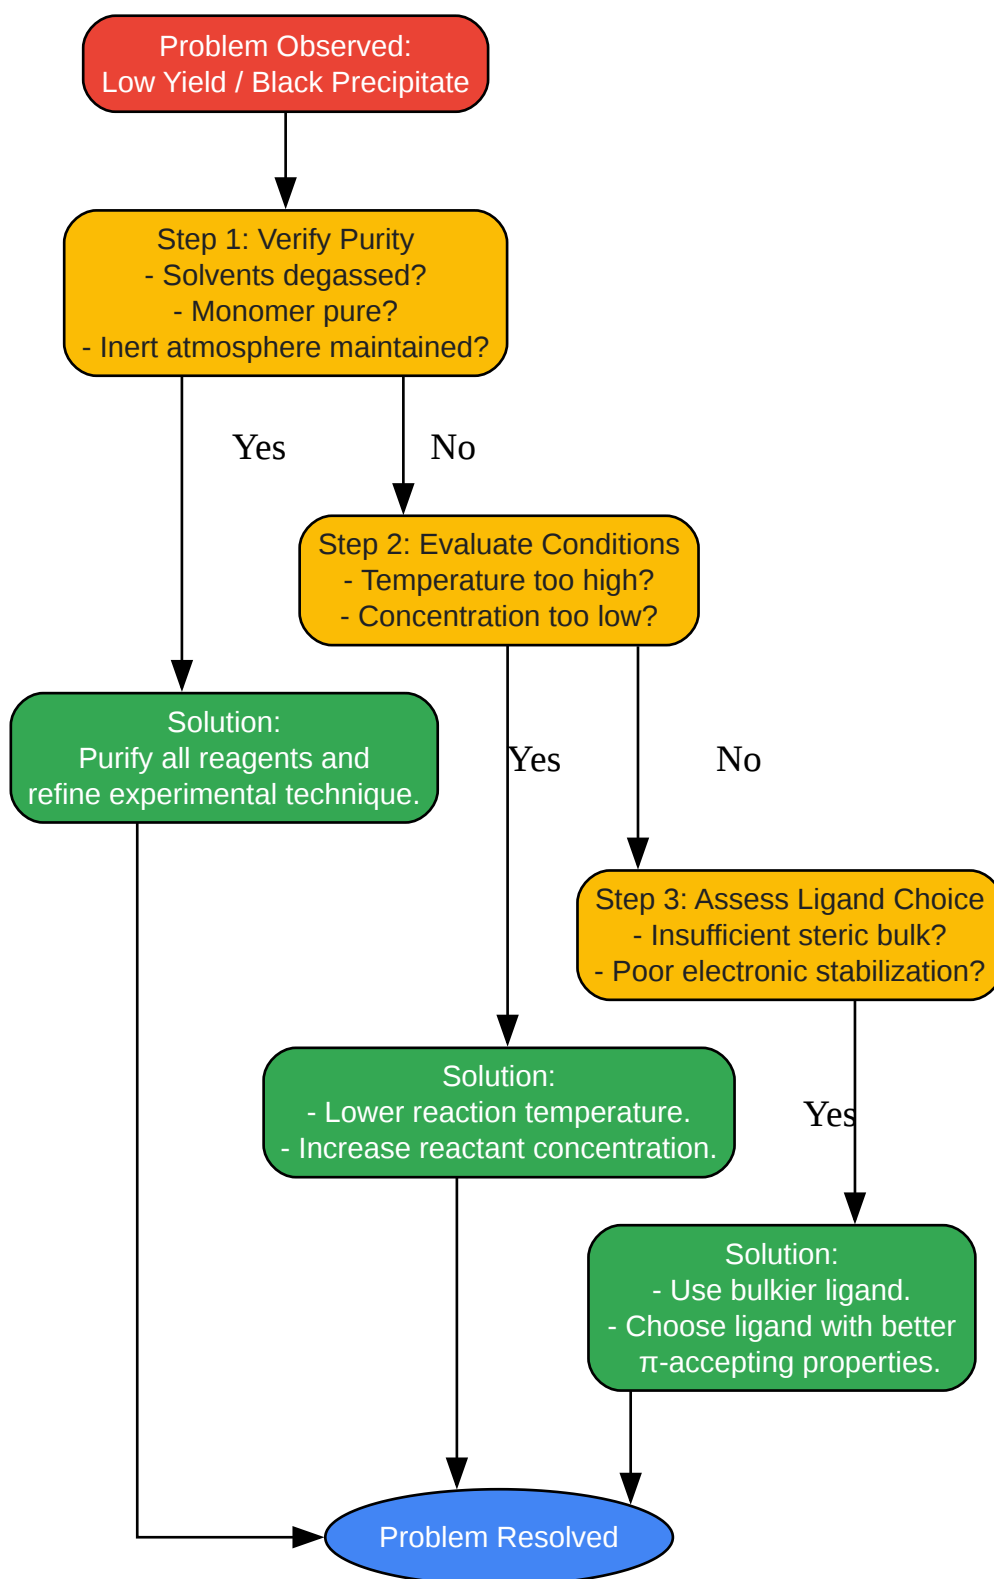 Problem Observed:
Low Yield / Black Precipitate
Step 1: Verify Purity
- Solvents degassed?
- Monomer pure?
- Inert atmosphere maintained?
Yes
No
Step 2: Evaluate Conditions
- Temperature too high?
- Concentration too low?
Solution:
Purify all reagents and
refine experimental technique.
Yes
No
Step 3: Assess Ligand Choice
- Insufficient steric bulk?
- Poor electronic stabilization?
Solution:
- Lower reaction temperature.
- Increase reactant concentration.
Yes
Solution:
- Use bulkier ligand.
- Choose ligand with better
π-accepting properties.
Problem Resolved